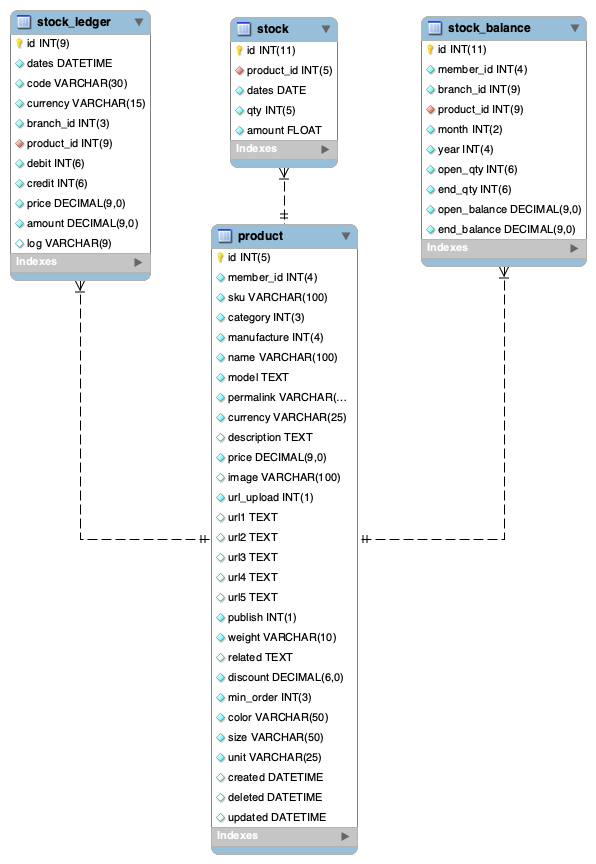 stock_ledger
id INT(9)
dates DATETIME
code VARCHAR(30)
currency VARCHAR(15)
branch_id INT(3)
product_id INT(9)
debit INT(6)
credit INT(6)
price DECIMAL(9,0)
amount DECIMAL(9,0)
log VARCHAR(9)
Indexes
stock
id INT(11)
product_id INT(5)
dates DATE
qty INT(5)
amount FLOAT
Indexes
stock_balance
id INT(11)
member_id INT(4)
branch_id INT(9)
product_id INT(9)
month INT(2)
year INT(4)
open_qty INT(6)
end_qty INT(6)
open_balance DECIMAL(9,0)
end_balance DECIMAL(9,0)
Indexes
product
id INT(5)
member_id INT(4)
sku VARCHAR(100)
category INT(3)
manufacture INT(4)
name VARCHAR(100)
model TEXT
permalink VARCHAR(...
currency VARCHAR(25)
description TEXT
price DECIMAL(9,0)
image VARCHAR(100)
url_upload INT(1)
url1 TEXT
url2 TEXT
url3 TEXT
url4 TEXT
url5 TEXT
publish INT(1)
weight VARCHAR(10)
related TEXT
discount DECIMAL(6,0)
min_order INT(3)
color VARCHAR(50)
size VARCHAR(50)
unit VARCHAR(25)
created DATETIME
deleted DATETIME
updated DATETIME
Indexes